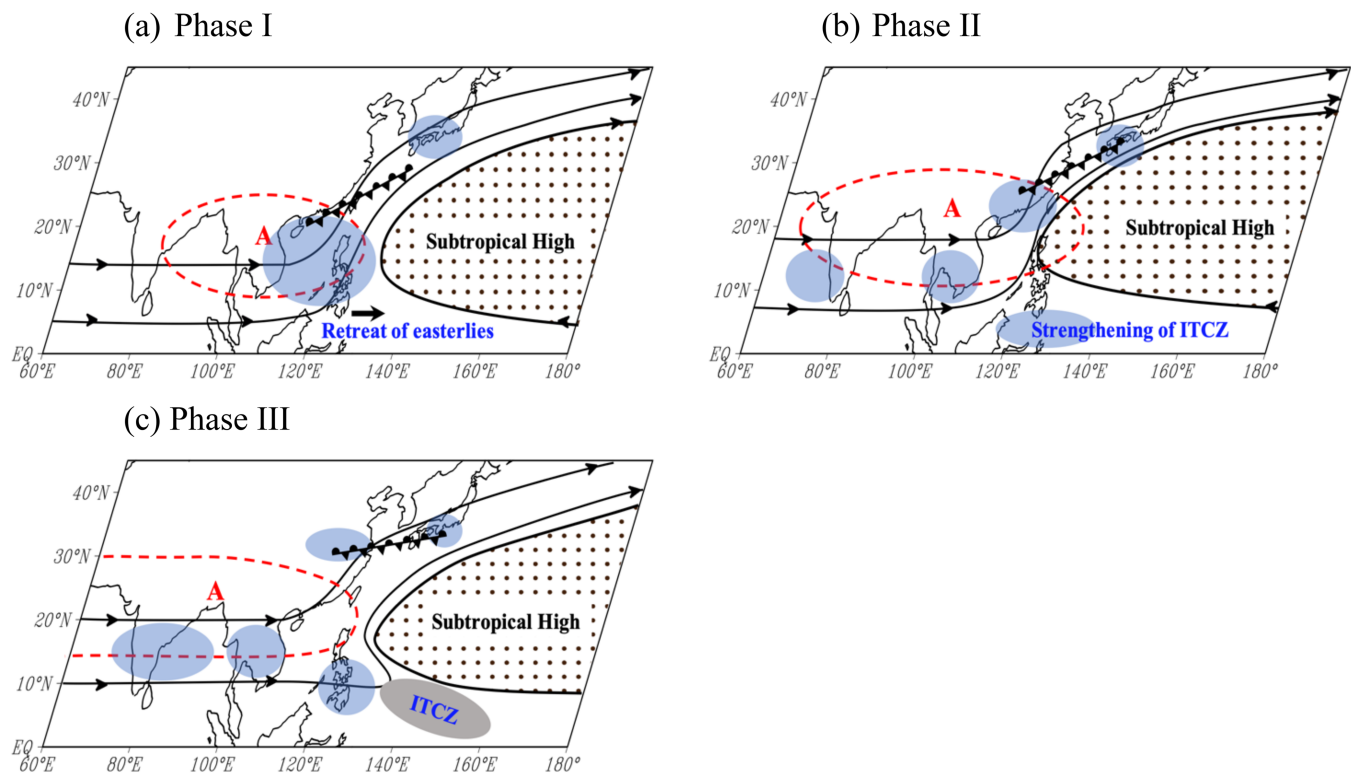 (a) Phase I
40°N
30°N
20°N
10°N
EQ
60°E 80°E 100°E 120°E 140°E 160°E 180°
A
Subtropical High
Retreat of easterlies
(b) Phase II
40°N
30°N
20°N
10°N
EQ
60°E 80°E 100°E 120°E 140°E 160°E 180°
A
Subtropical High
Strengthening of ITCZ
(c) Phase III
40°N
30°N
20°N
10°N
EQ
60°E 80°E 100°E 120°E 140°E 160°E 180°
A
Subtropical High
ITCZ